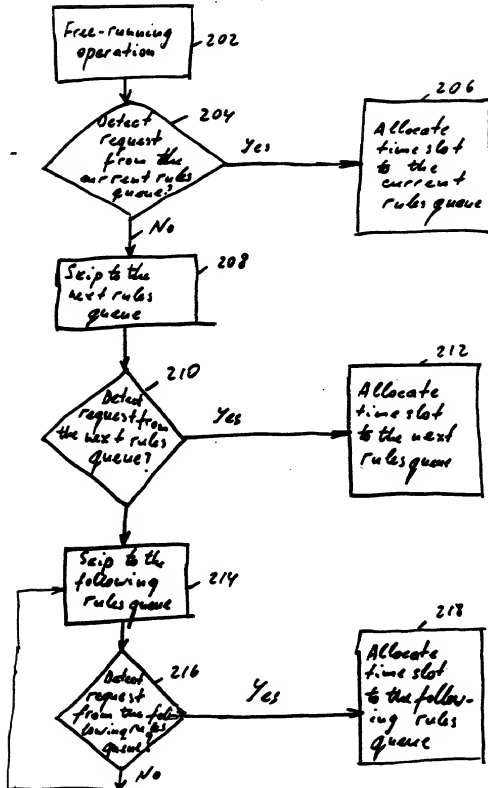 Free-running
operation
202
204
Detect
request
from the
current rules
queue?
Yes
206
Allocate
time slot
to the
current
rules
queue
No
208
Skip to the
next rules
queue
210
Detect
request from
the next rules
queue?
Yes
212
Allocate
time slot
to the next
rules queue
Skip to the
following
rules queue
214
216
Detect
request
from the fol-
lowing rules
queue?
Yes
218
Allocate
time slot
to the follow-
ing rules
queue
No